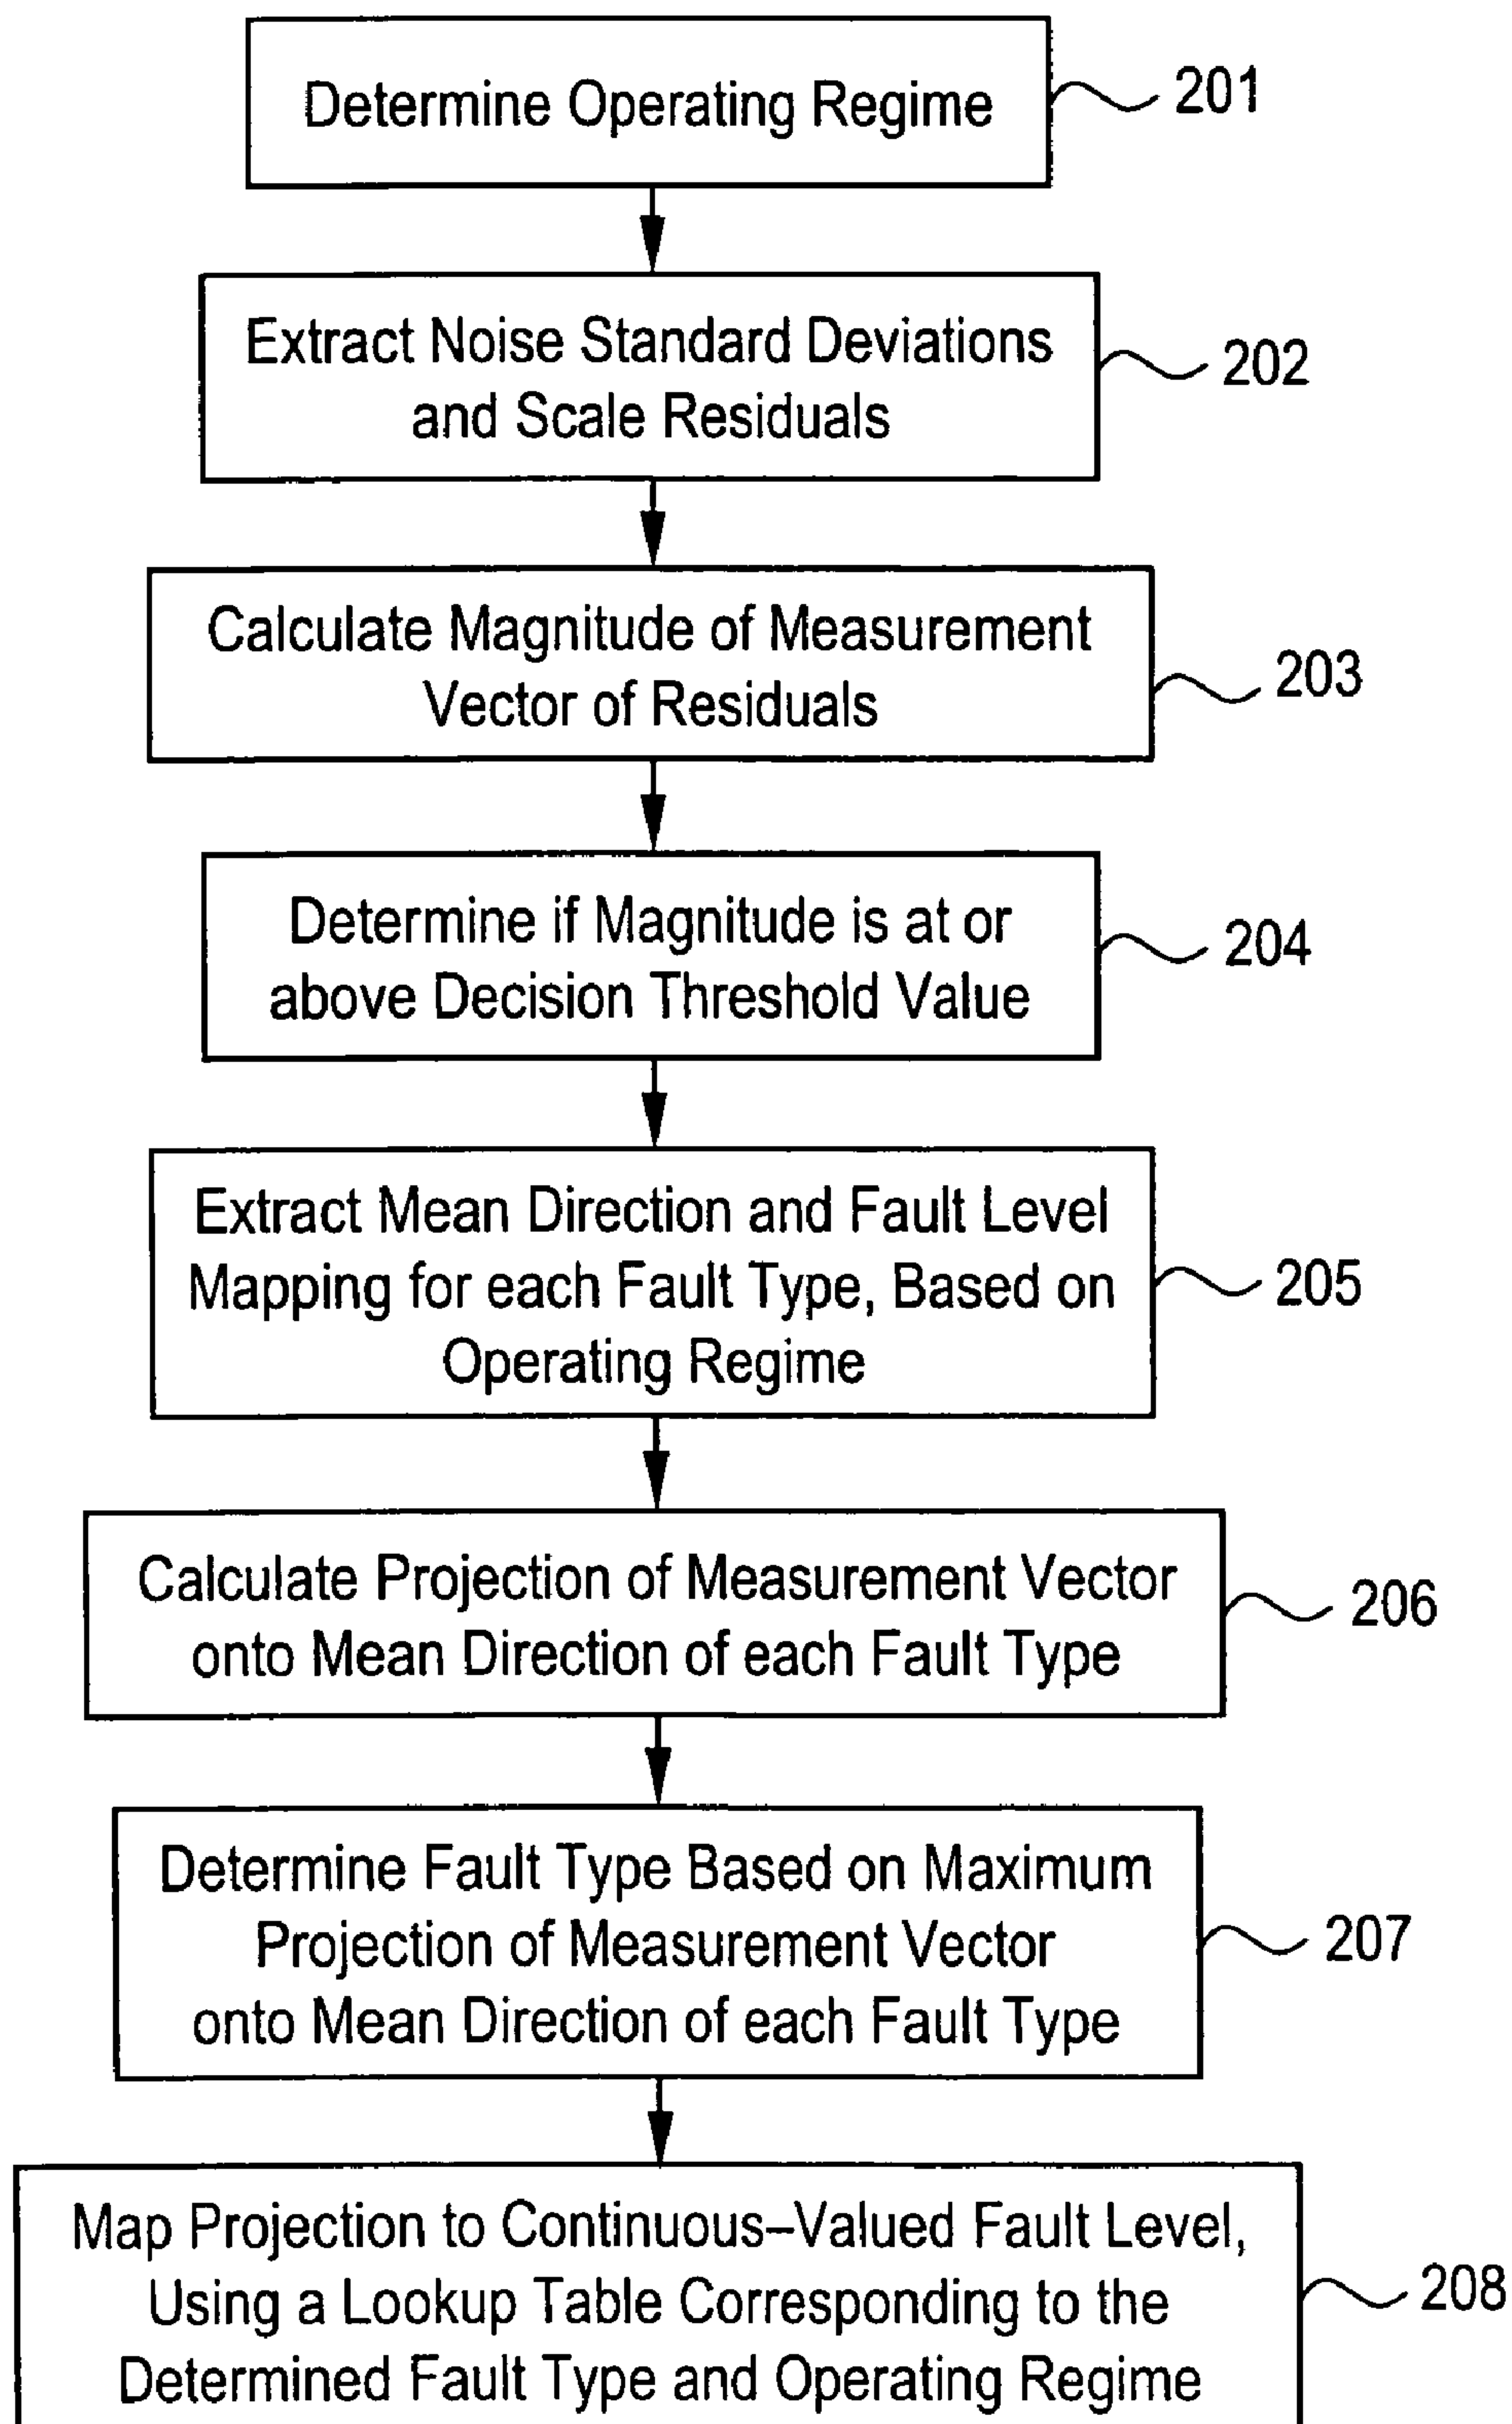 Determine Operating Regime
201
Extract Noise Standard Deviations
and Scale Residuals
202
Calculate Magnitude of Measurement
Vector of Residuals
203
Determine if Magnitude is at or
above Decision Threshold Value
204
Extract Mean Direction and Fault Level
Mapping for each Fault Type, Based on
Operating Regime
205
Calculate Projection of Measurement Vector
onto Mean Direction of each Fault Type
206
Determine Fault Type Based on Maximum
Projection of Measurement Vector
onto Mean Direction of each Fault Type
207
Map Projection to Continuous–Valued Fault Level,
Using a Lookup Table Corresponding to the
Determined Fault Type and Operating Regime
208